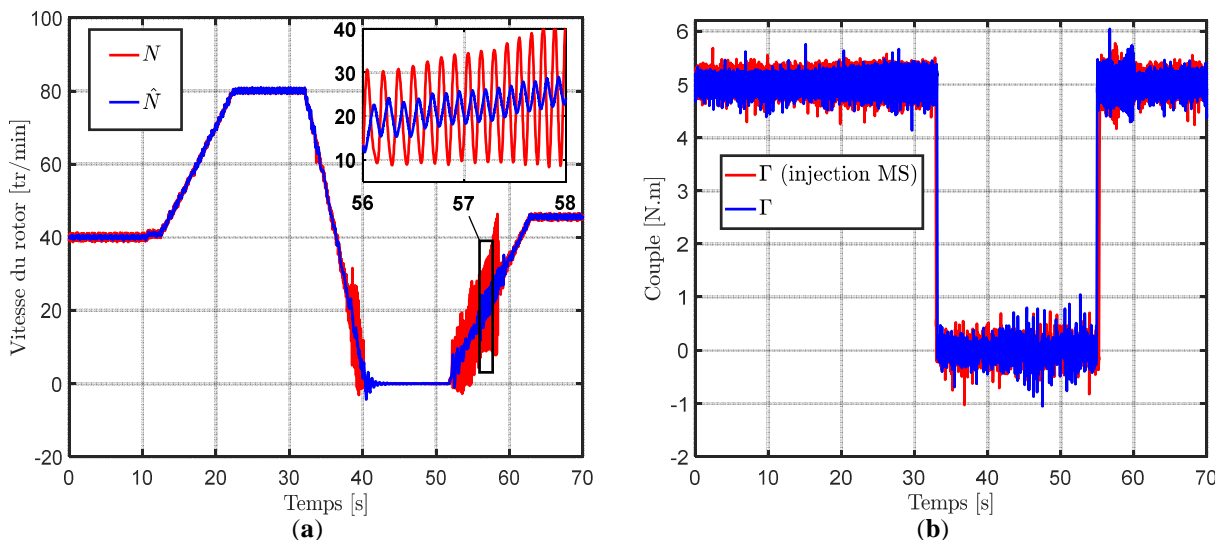 100
80
60
40
20
0
-20
0 10 20 30 40 50 60 70
Vitesse du rotor [tr/min]
Temps [s]
N
N̂
40
30
20
10
56 57 58
(a)
6
5
4
3
2
1
0
-1
-2
0 10 20 30 40 50 60 70
Couple [N.m]
Temps [s]
Γ (injection MS)
Γ
(b)